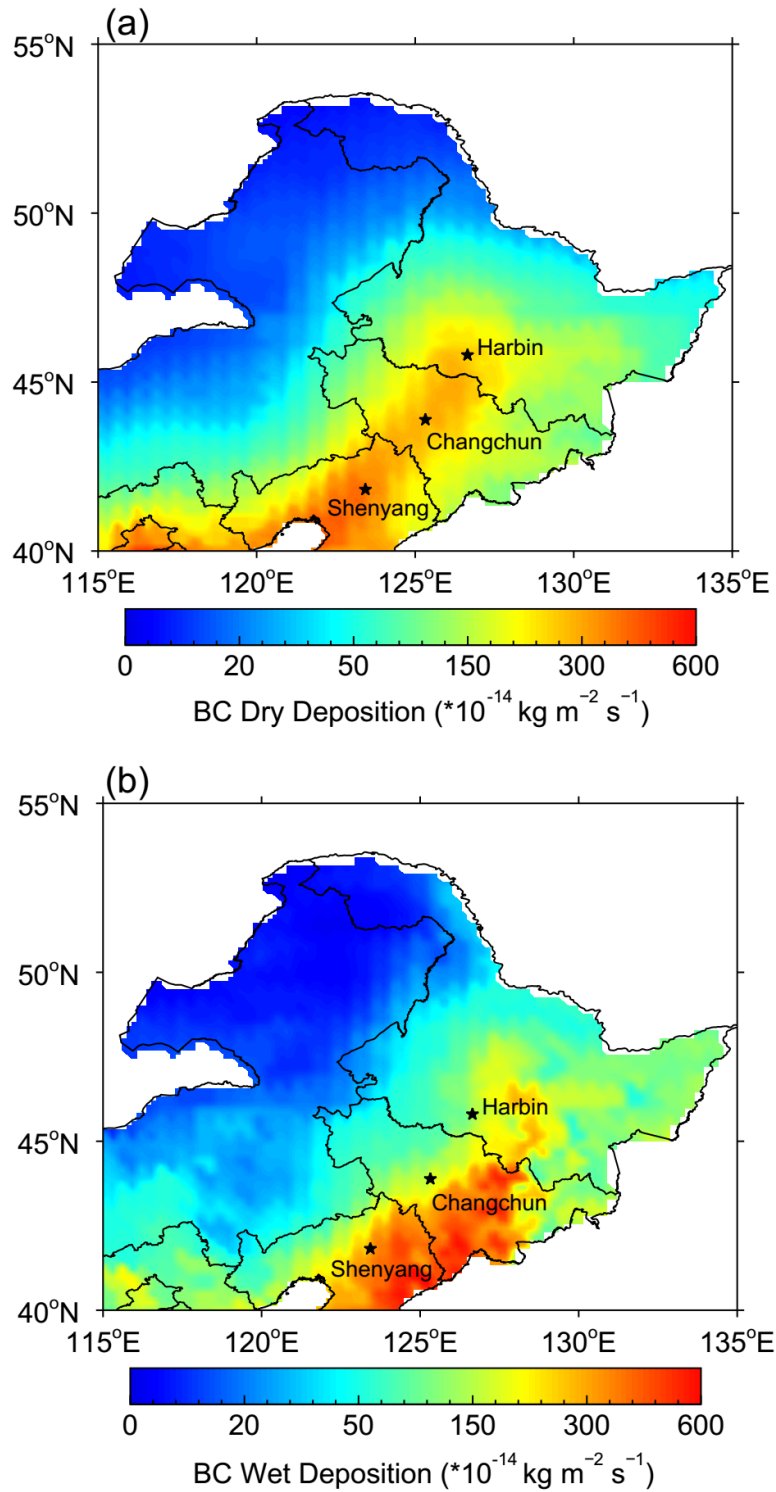 (a)
55°N
50°N
45°N
40°N
Harbin
Changchun
Shenyang
115°E 120°E 125°E 130°E 135°E
0 20 50 150 300 600
BC Dry Deposition (*10⁻¹⁴ kg m⁻² s⁻¹)
(b)
55°N
50°N
45°N
40°N
Harbin
Changchun
Shenyang
115°E 120°E 125°E 130°E 135°E
0 20 50 150 300 600
BC Wet Deposition (*10⁻¹⁴ kg m⁻² s⁻¹)